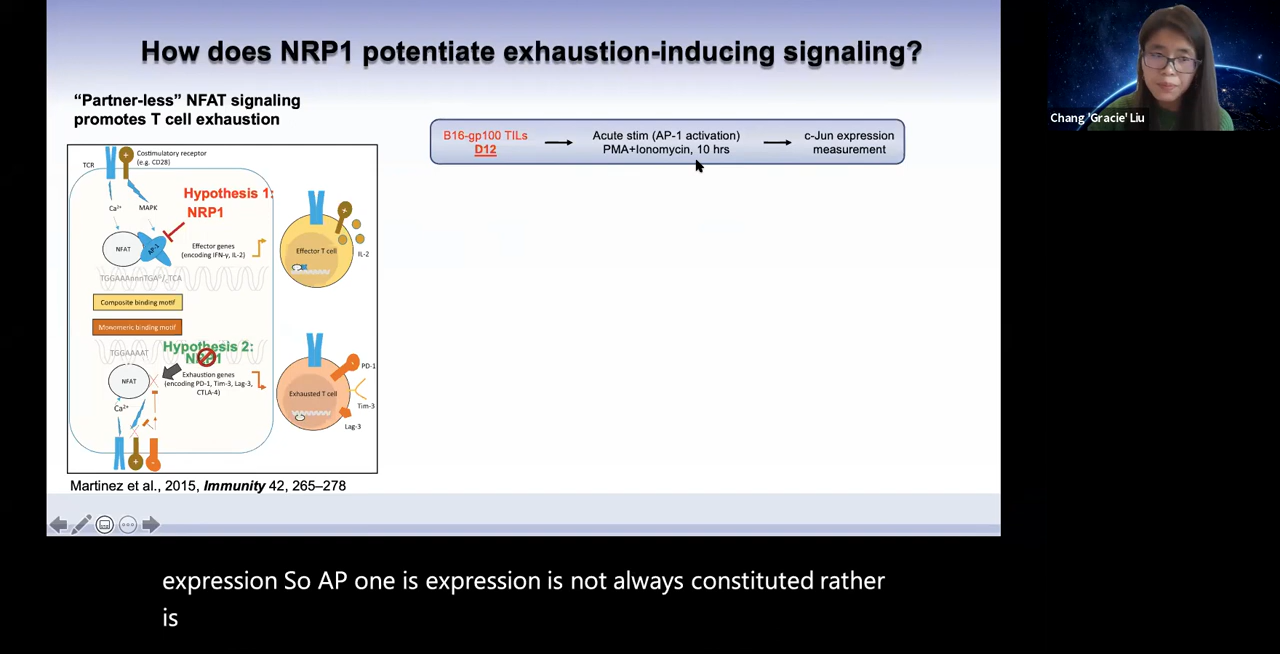 How does NRP1 potentiate exhaustion-inducing signaling?
Chang 'Gracie' Liu
"Partner-less" NFAT signaling
promotes T cell exhaustion
B16-gp100 TILs
D12
Acute stim (AP-1 activation)
PMA+Ionomycin, 10 hrs
c-Jun expression
measurement
TCR
Costimulatory receptor
(e.g. CD28)
Hypothesis 1:
NRP1
Ca2+
MAPK
NFAT
AP-1
Effector genes
(encoding IFN-γ, IL-2)
Effector T cell
IL-2
Composite binding motif
Monomeric binding motif
Hypothesis 2:
NRP1
TGGAAAAT
NFAT
Exhaustion genes
(encoding PD-1, Tim-3, Lag-3,
CTLA-4)
Ca2+
Exhausted T cell
PD-1
Tim-3
Lag-3
Martinez et al., 2015, Immunity 42, 265–278
expression So AP one is expression is not always constituted rather
is